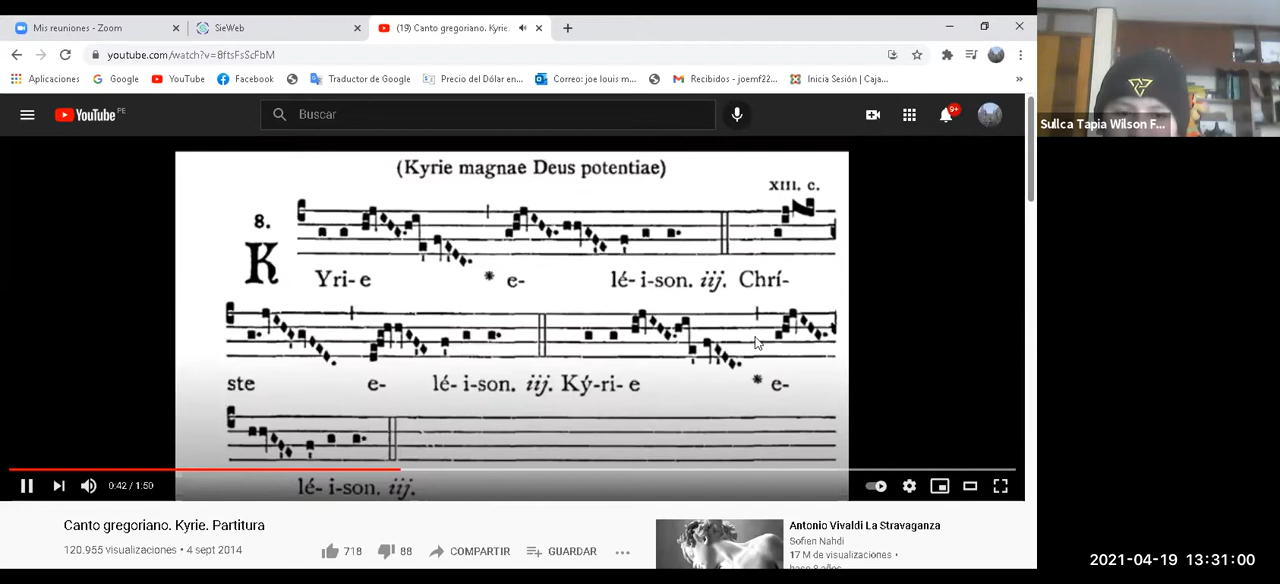 Mis reuniones - Zoom
SieWeb
(19) Canto gregoriano. Kyrie.
youtube.com/watch?v=8ftsFsScFbM
Aplicaciones
Google
YouTube
Facebook
Traductor de Google
Precio del Dólar en...
Correo: joe louis m...
Recibidos - joemf22...
Inicia Sesión | Caja...
»
YouTube PE
Buscar
9+
Sullca Tapia Wilson F...
(Kyrie magnae Deus potentiae)
XIII. c.
8.
K
Yri- e * e- lé- i-son. iij. Chrí-
ste e- lé- i-son. iij. Ký-ri- e * e-
lé- i-son. iij.
0:42 / 1:50
Canto gregoriano. Kyrie. Partitura
120.955 visualizaciones • 4 sept 2014
718
88
COMPARTIR
GUARDAR
Antonio Vivaldi La Stravaganza
Sofien Nahdi
17 M de visualizaciones •
hace 8 años
2021-04-19 13:31:00